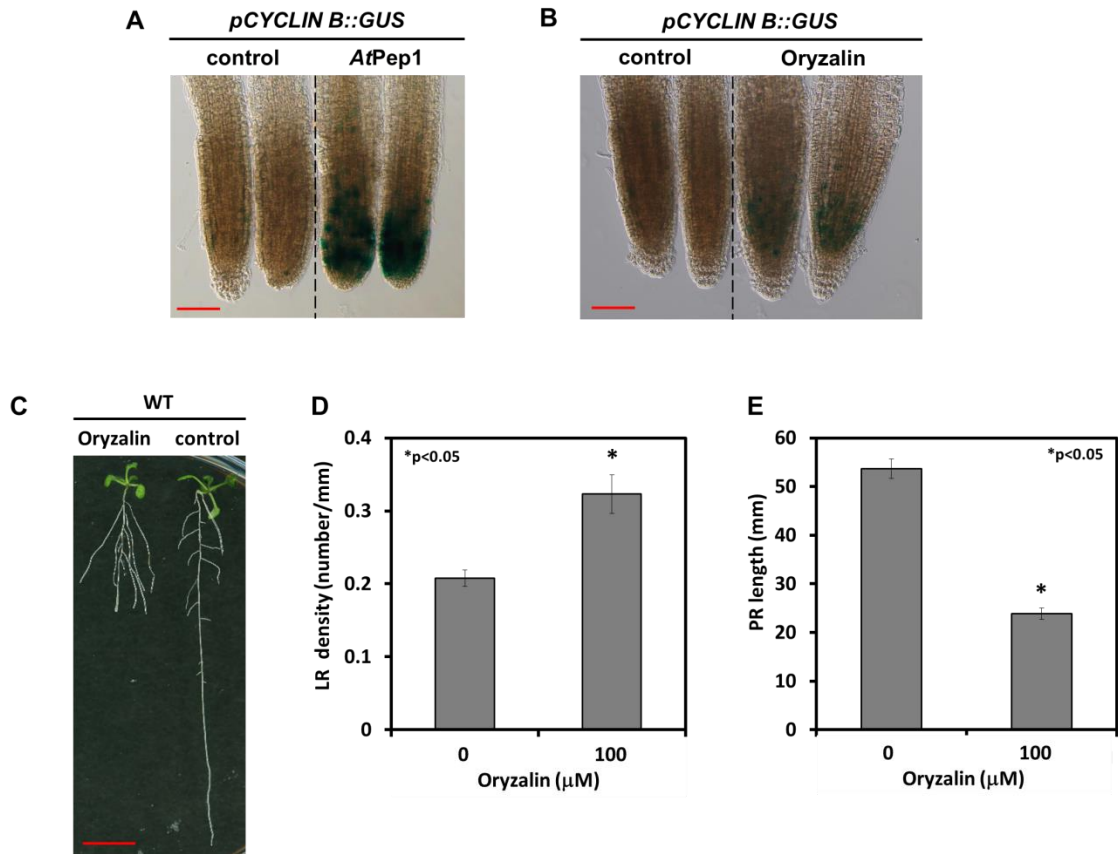 A
pCYCLIN B::GUS
control AtPep1
B
pCYCLIN B::GUS
control Oryzalin
C
WT
Oryzalin control
D
*p<0.05
*
LR density (number/mm)
0.4
0.3
0.2
0.1
0
0 100
Oryzalin (μM)
E
*p<0.05
*
PR length (mm)
60
50
40
30
20
10
0
0 100
Oryzalin (μM)